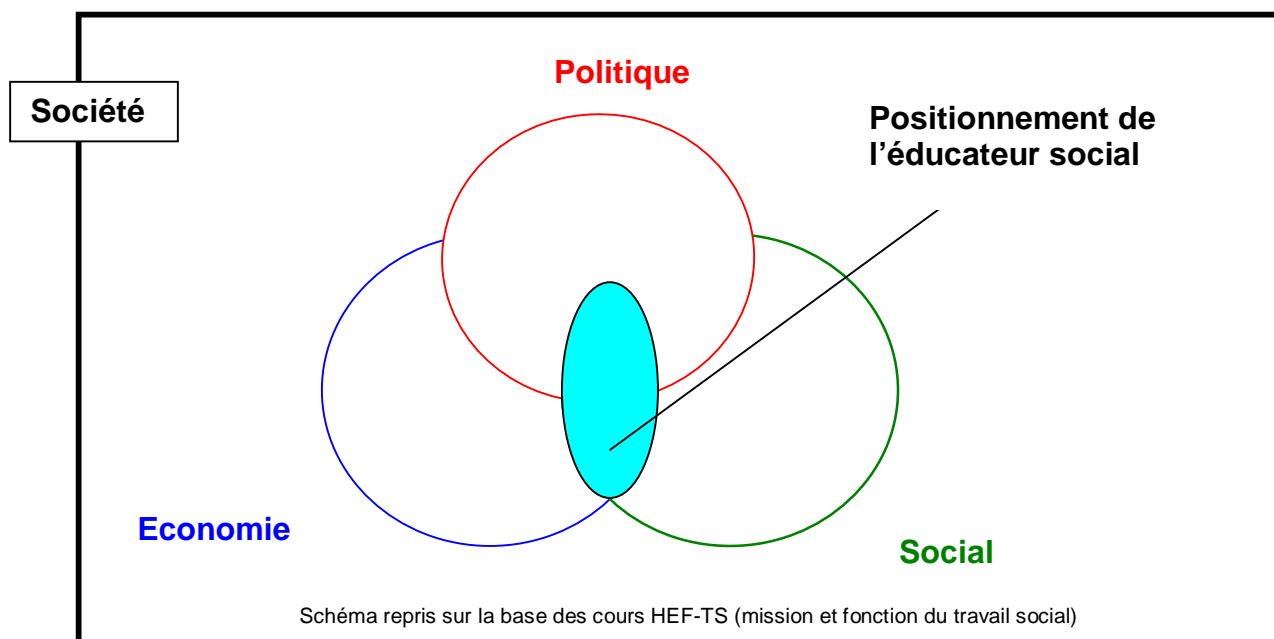 Politique
Société
Positionnement de
l'éducateur social
Economie
Social
Schéma repris sur la base des cours HEF-TS (mission et fonction du travail social)